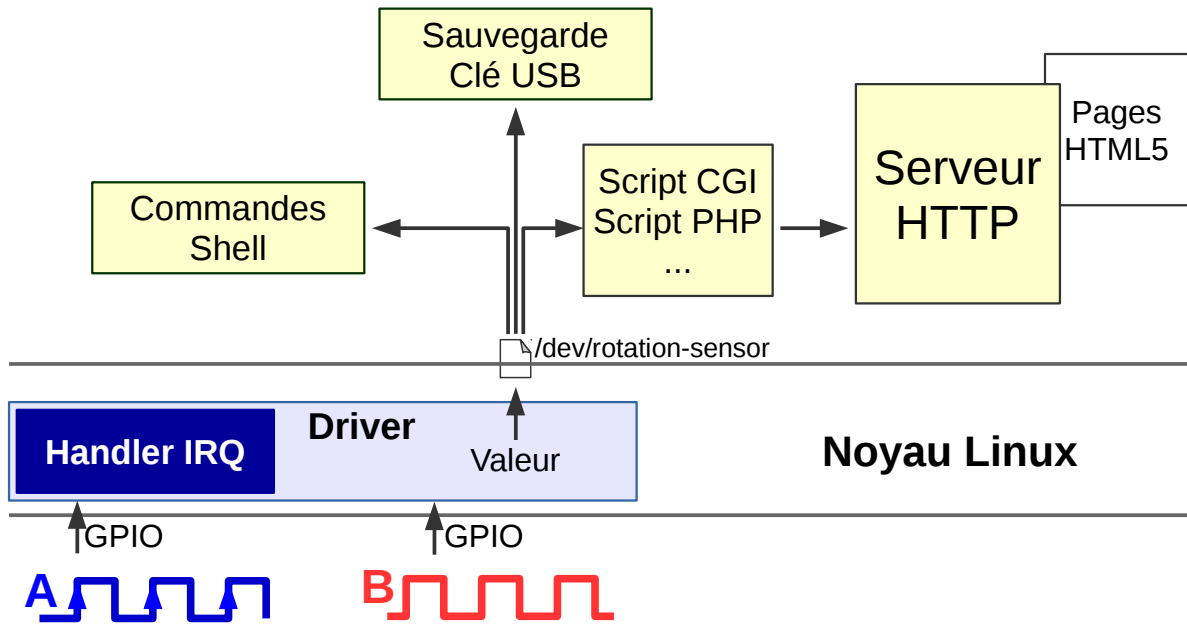 Sauvegarde
Clé USB
Pages
HTML5
Serveur
HTTP
Script CGI
Script PHP
...
Commandes
Shell
/dev/rotation-sensor
Driver
Handler IRQ
Valeur
Noyau Linux
GPIO
GPIO
A
B